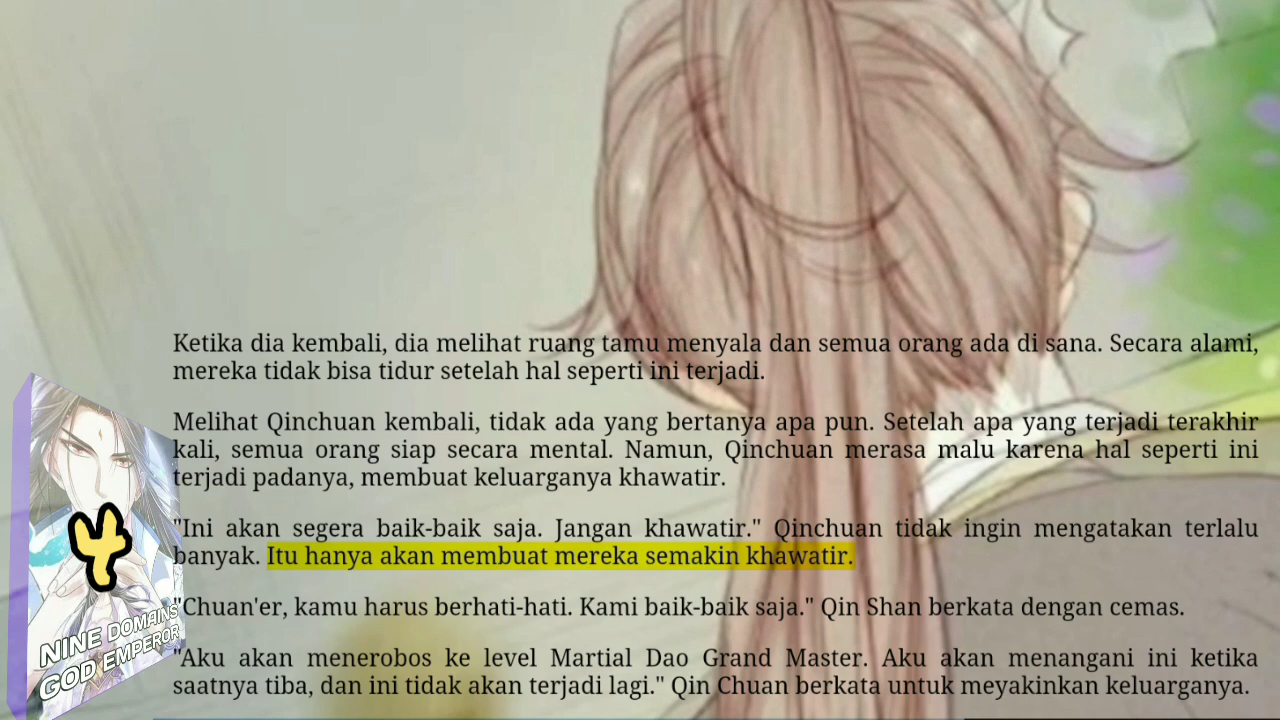 Ketika dia kembali, dia melihat ruang tamu menyala dan semua orang ada di sana. Secara alami,
mereka tidak bisa tidur setelah hal seperti ini terjadi.
Melihat Qinchuan kembali, tidak ada yang bertanya apa pun. Setelah apa yang terjadi terakhir
kali, semua orang siap secara mental. Namun, Qinchuan merasa malu karena hal seperti ini
terjadi padanya, membuat keluarganya khawatir.
"Ini akan segera baik-baik saja. Jangan khawatir." Qinchuan tidak ingin mengatakan terlalu
banyak. Itu hanya akan membuat mereka semakin khawatir.
"Chuan'er, kamu harus berhati-hati. Kami baik-baik saja." Qin Shan berkata dengan cemas.
"Aku akan menerobos ke level Martial Dao Grand Master. Aku akan menangani ini ketika
saatnya tiba, dan ini tidak akan terjadi lagi." Qin Chuan berkata untuk meyakinkan keluarganya.
4
NINE DOMAINS
GOD EMPEROR